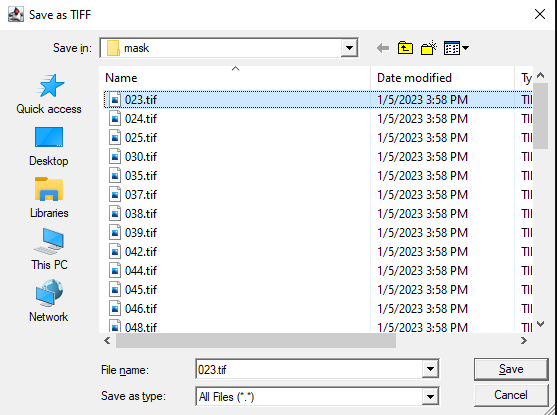 Save as TIFF
Save in: mask
Name Date modified Ty
023.tif 1/5/2023 3:58 PM TII
024.tif 1/5/2023 3:58 PM TII
025.tif 1/5/2023 3:58 PM TII
030.tif 1/5/2023 3:58 PM TII
035.tif 1/5/2023 3:58 PM TII
037.tif 1/5/2023 3:58 PM TII
038.tif 1/5/2023 3:58 PM TII
039.tif 1/5/2023 3:58 PM TII
042.tif 1/5/2023 3:58 PM TII
044.tif 1/5/2023 3:58 PM TII
045.tif 1/5/2023 3:58 PM TII
046.tif 1/5/2023 3:58 PM TII
048.tif 1/5/2023 3:58 PM TII
Quick access
Desktop
Libraries
This PC
Network
File name: 023.tif Save
Save as type: All Files (*.*) Cancel